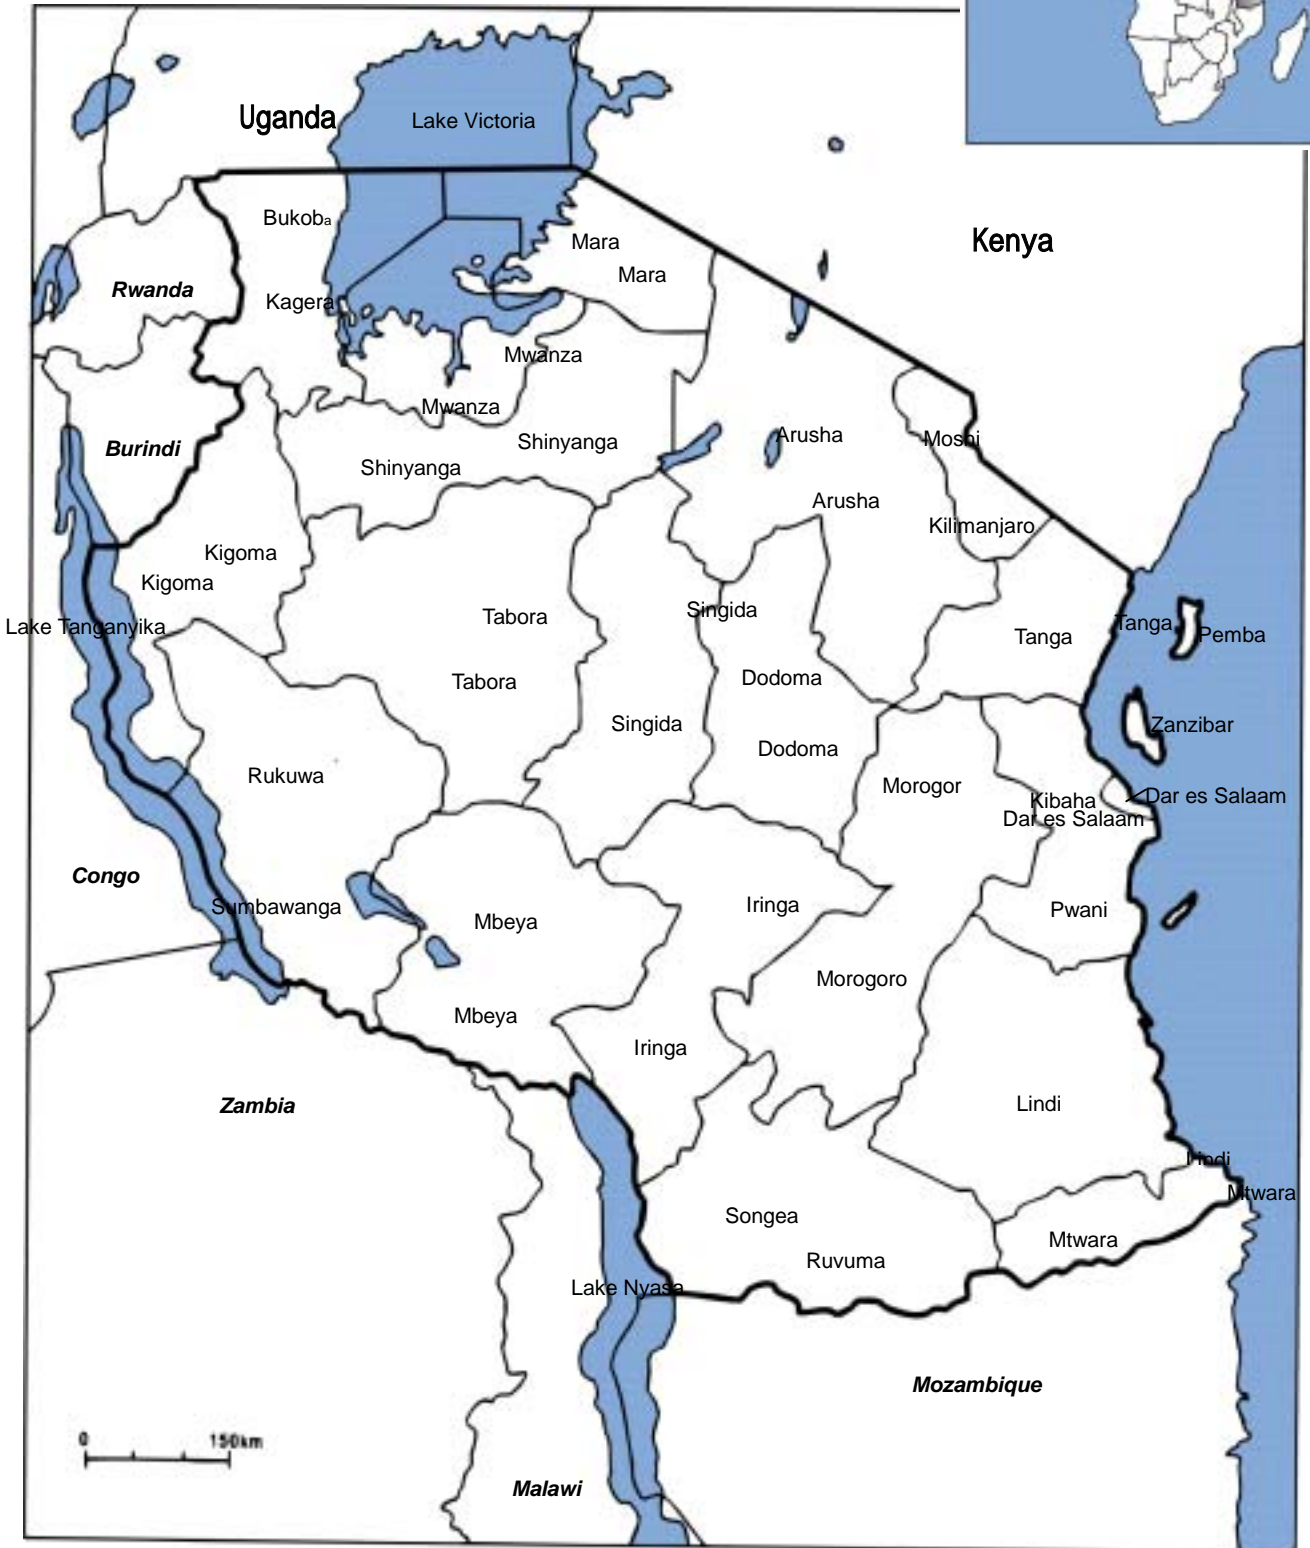 Uganda
Lake Victoria
Bukoba
Mara
Kenya
Mara
Rwanda
Kagera
Mwanza
Mwanza
Arusha
Moshi
Burindi
Shinyanga
Shinyanga
Arusha
Kilimanjaro
Kigoma
Kigoma
Singida
Tabora
Lake Tanganyika
Tanga
Tanga
Pemba
Tabora
Dodoma
Singida
Zanzibar
Dodoma
Rukuwa
Morogor
Kibaha
Dar es Salaam
Dar es Salaam
Congo
Sumbawanga
Iringa
Pwani
Mbeya
Morogoro
Mbeya
Iringa
Zambia
Lindi
Lindi
Mtwara
Songea
Mtwara
Ruvuma
Lake Nyasa
Mozambique
0 150km
Malawi